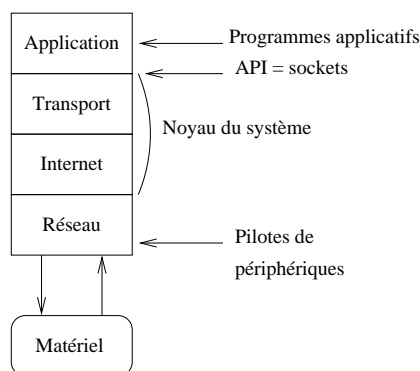 Application
Programmes applicatifs
API = sockets
Transport
Noyau du système
Internet
Réseau
Pilotes de
périphériques
Matériel